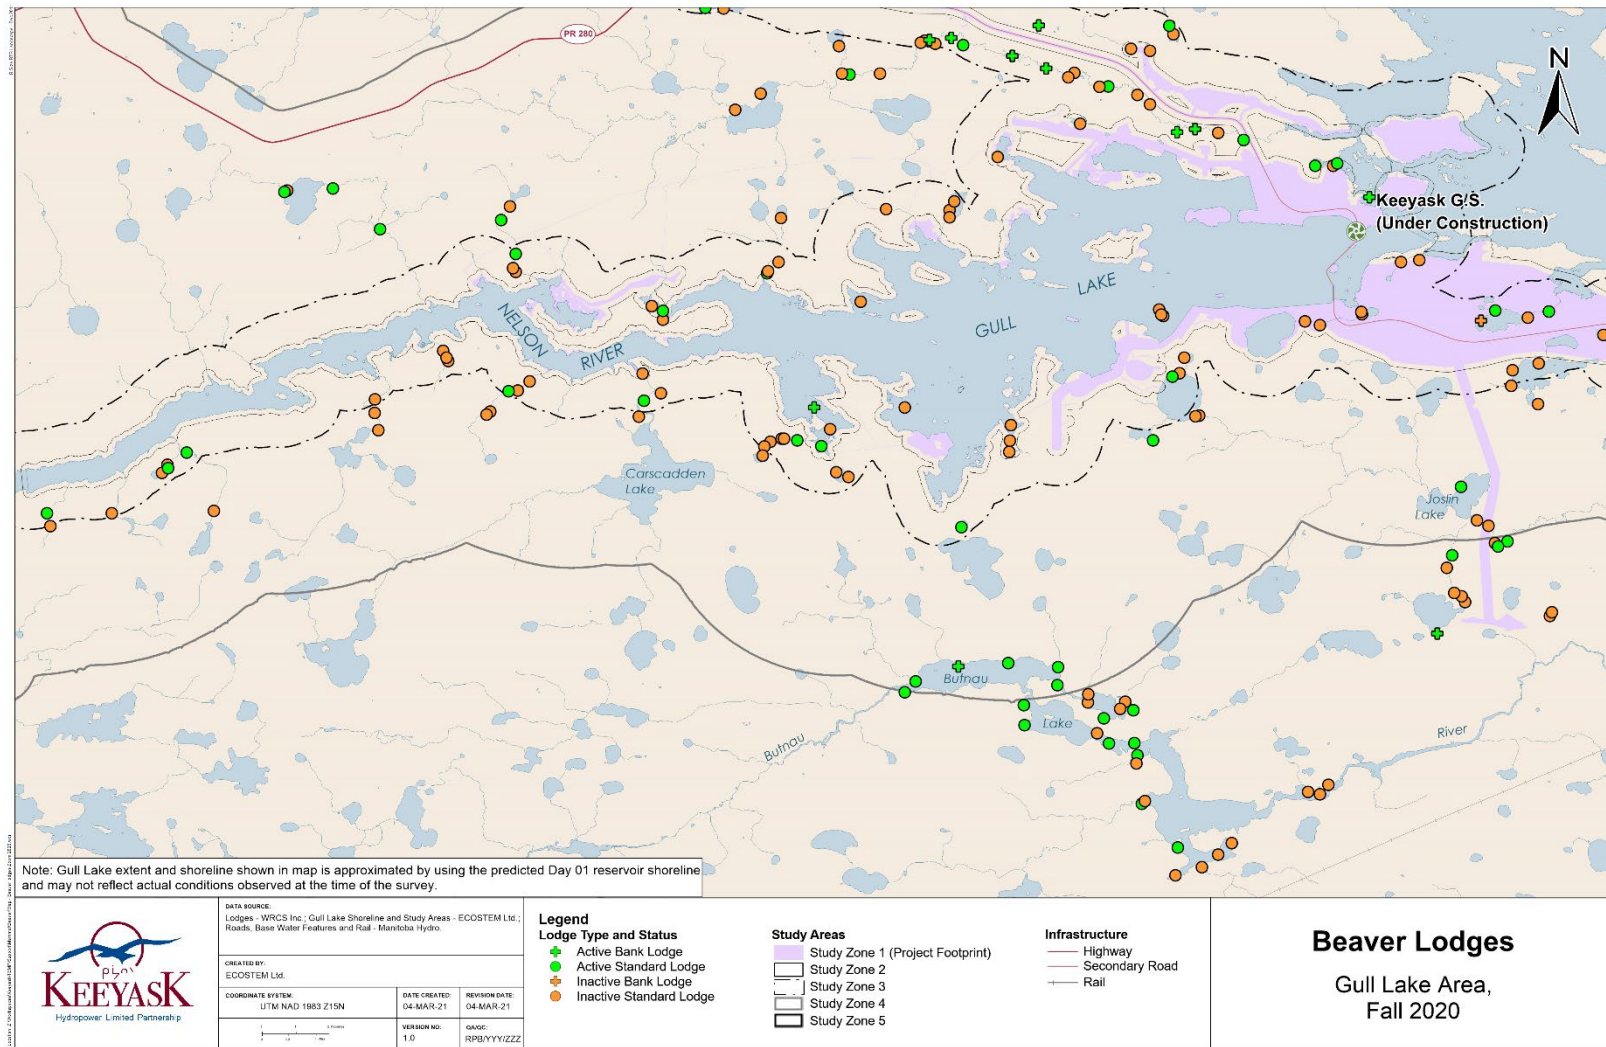 PR 280
N
Keeyask G.S.
(Under Construction)
NELSON
RIVER
GULL
LAKE
Carscadden
Lake
Joslin
Lake
Butnau
Lake
Butnau
River
Note: Gull Lake extent and shoreline shown in map is approximated by using the predicted Day 01 reservoir shoreline
and may not reflect actual conditions observed at the time of the survey.
KEEYASK
Hydropower Limited Partnership
DATA SOURCE:
Lodges - WRCS Inc.; Gull Lake Shoreline and Study Areas - ECOSTEM Ltd.;
Roads, Base Water Features and Rail - Manitoba Hydro.
CREATED BY:
ECOSTEM Ltd.
COORDINATE SYSTEM:
UTM NAD 1983 Z15N
DATE CREATED:
04-MAR-21
REVISION DATE:
04-MAR-21
VERSION NO:
1.0
QA/QC:
RPB/YYY/ZZZ
Legend
Lodge Type and Status
Active Bank Lodge
Active Standard Lodge
Inactive Bank Lodge
Inactive Standard Lodge
Study Areas
Study Zone 1 (Project Footprint)
Study Zone 2
Study Zone 3
Study Zone 4
Study Zone 5
Infrastructure
Highway
Secondary Road
Rail
Beaver Lodges
Gull Lake Area,
Fall 2020